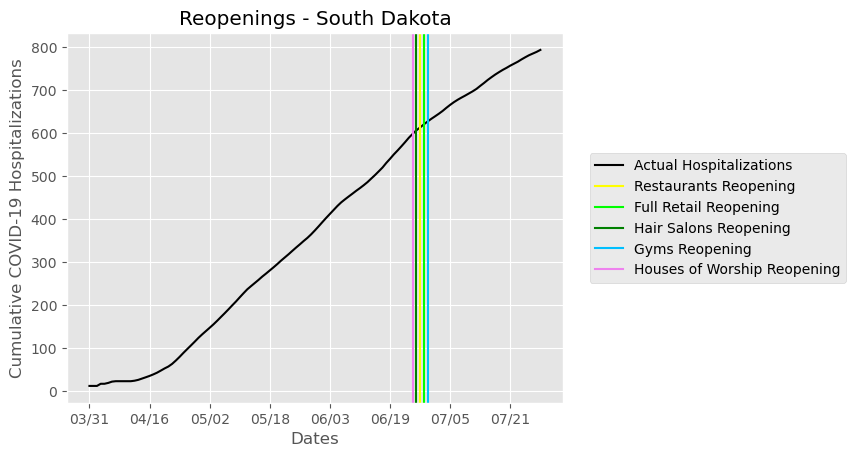 Reopenings - South Dakota
Cumulative COVID-19 Hospitalizations
800
700
600
500
400
300
200
100
0
03/31 04/16 05/02 05/18 06/03 06/19 07/05 07/21
Dates
Actual Hospitalizations
Restaurants Reopening
Full Retail Reopening
Hair Salons Reopening
Gyms Reopening
Houses of Worship Reopening